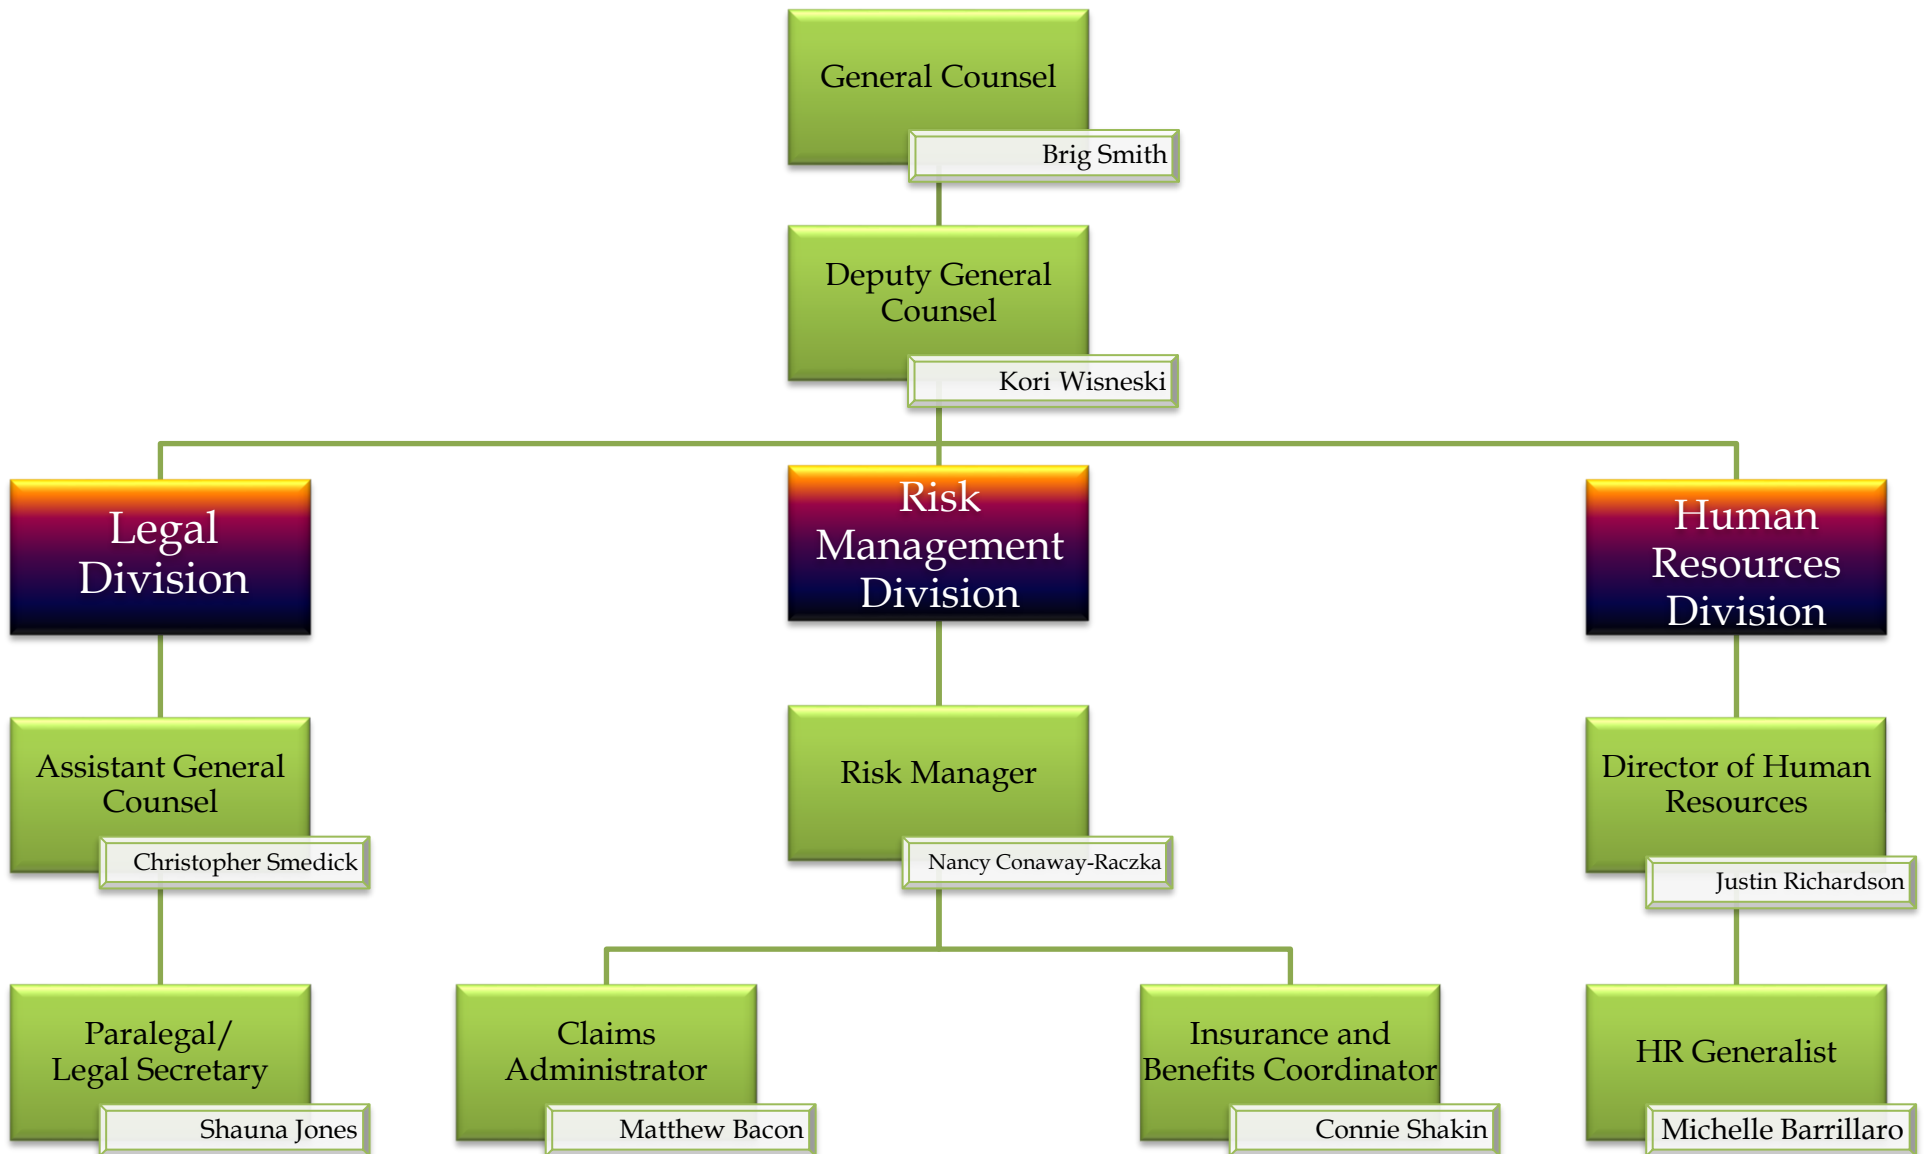 General Counsel
Brig Smith
Deputy General
Counsel
Kori Wisneski
Legal
Division
Risk
Management
Division
Human
Resources
Division
Assistant General
Counsel
Christopher Smedick
Risk Manager
Nancy Conaway-Raczka
Director of Human
Resources
Justin Richardson
Paralegal/
Legal Secretary
Shauna Jones
Claims
Administrator
Matthew Bacon
Insurance and
Benefits Coordinator
Connie Shakin
HR Generalist
Michelle Barrillaro